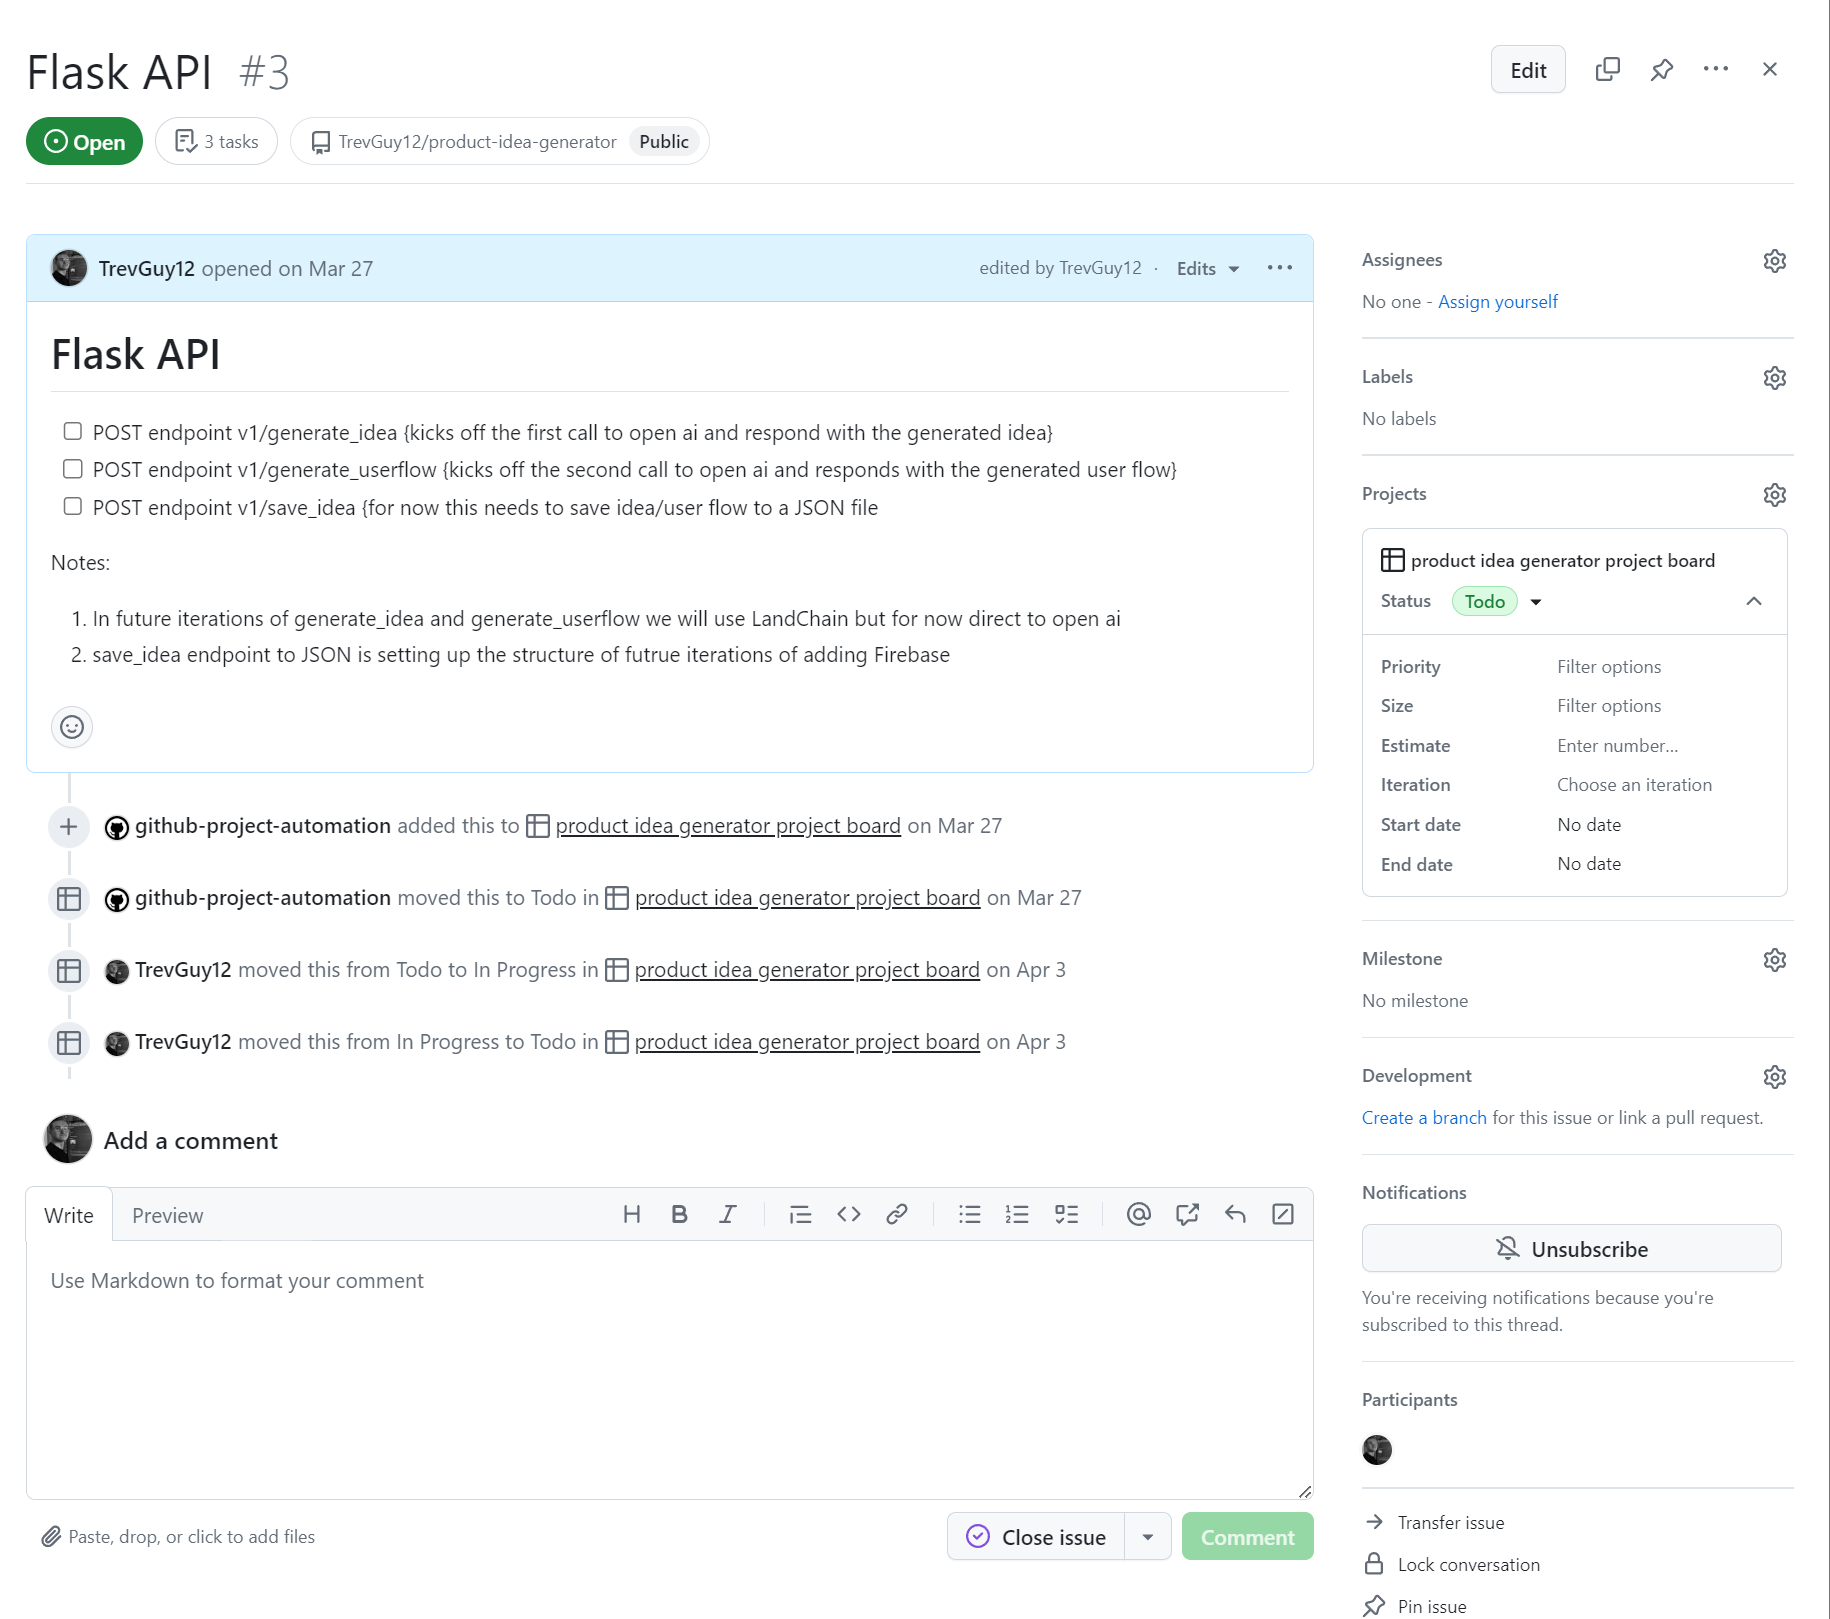 Flask API #3
Edit
Open
3 tasks
TrevGuy12/product-idea-generator Public
TrevGuy12 opened on Mar 27
edited by TrevGuy12 · Edits
Flask API
POST endpoint v1/generate_idea {kicks off the first call to open ai and respond with the generated idea}
POST endpoint v1/generate_userflow {kicks off the second call to open ai and responds with the generated user flow}
POST endpoint v1/save_idea {for now this needs to save idea/user flow to a JSON file
Notes:
1. In future iterations of generate_idea and generate_userflow we will use LandChain but for now direct to open ai
2. save_idea endpoint to JSON is setting up the structure of futrue iterations of adding Firebase
github-project-automation added this to product idea generator project board on Mar 27
github-project-automation moved this to Todo in product idea generator project board on Mar 27
TrevGuy12 moved this from Todo to In Progress in product idea generator project board on Apr 3
TrevGuy12 moved this from In Progress to Todo in product idea generator project board on Apr 3
Add a comment
Write
Preview
Use Markdown to format your comment
Paste, drop, or click to add files
Close issue
Comment
Assignees
No one - Assign yourself
Labels
No labels
Projects
product idea generator project board
Status Todo
Priority Filter options
Size Filter options
Estimate Enter number...
Iteration Choose an iteration
Start date No date
End date No date
Milestone
No milestone
Development
Create a branch for this issue or link a pull request.
Notifications
Unsubscribe
You're receiving notifications because you're
subscribed to this thread.
Participants
Transfer issue
Lock conversation
Pin issue